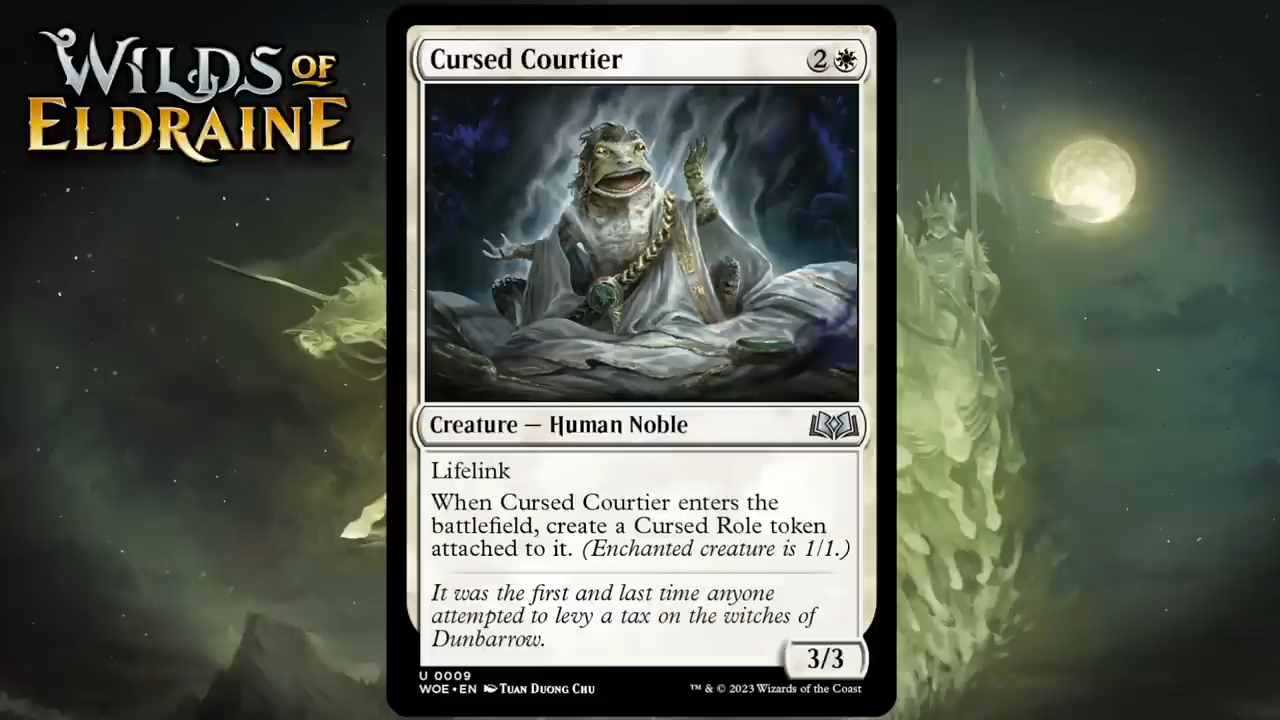 WILDS OF
ELDRAINE
Cursed Courtier 2
Creature — Human Noble
Lifelink
When Cursed Courtier enters the
battlefield, create a Cursed Role token
attached to it. (Enchanted creature is 1/1.)
It was the first and last time anyone
attempted to levy a tax on the witches of
Dunbarrow.
3/3
U 0009
WOE • EN Tuan Duong Chu
™ & © 2023 Wizards of the Coast